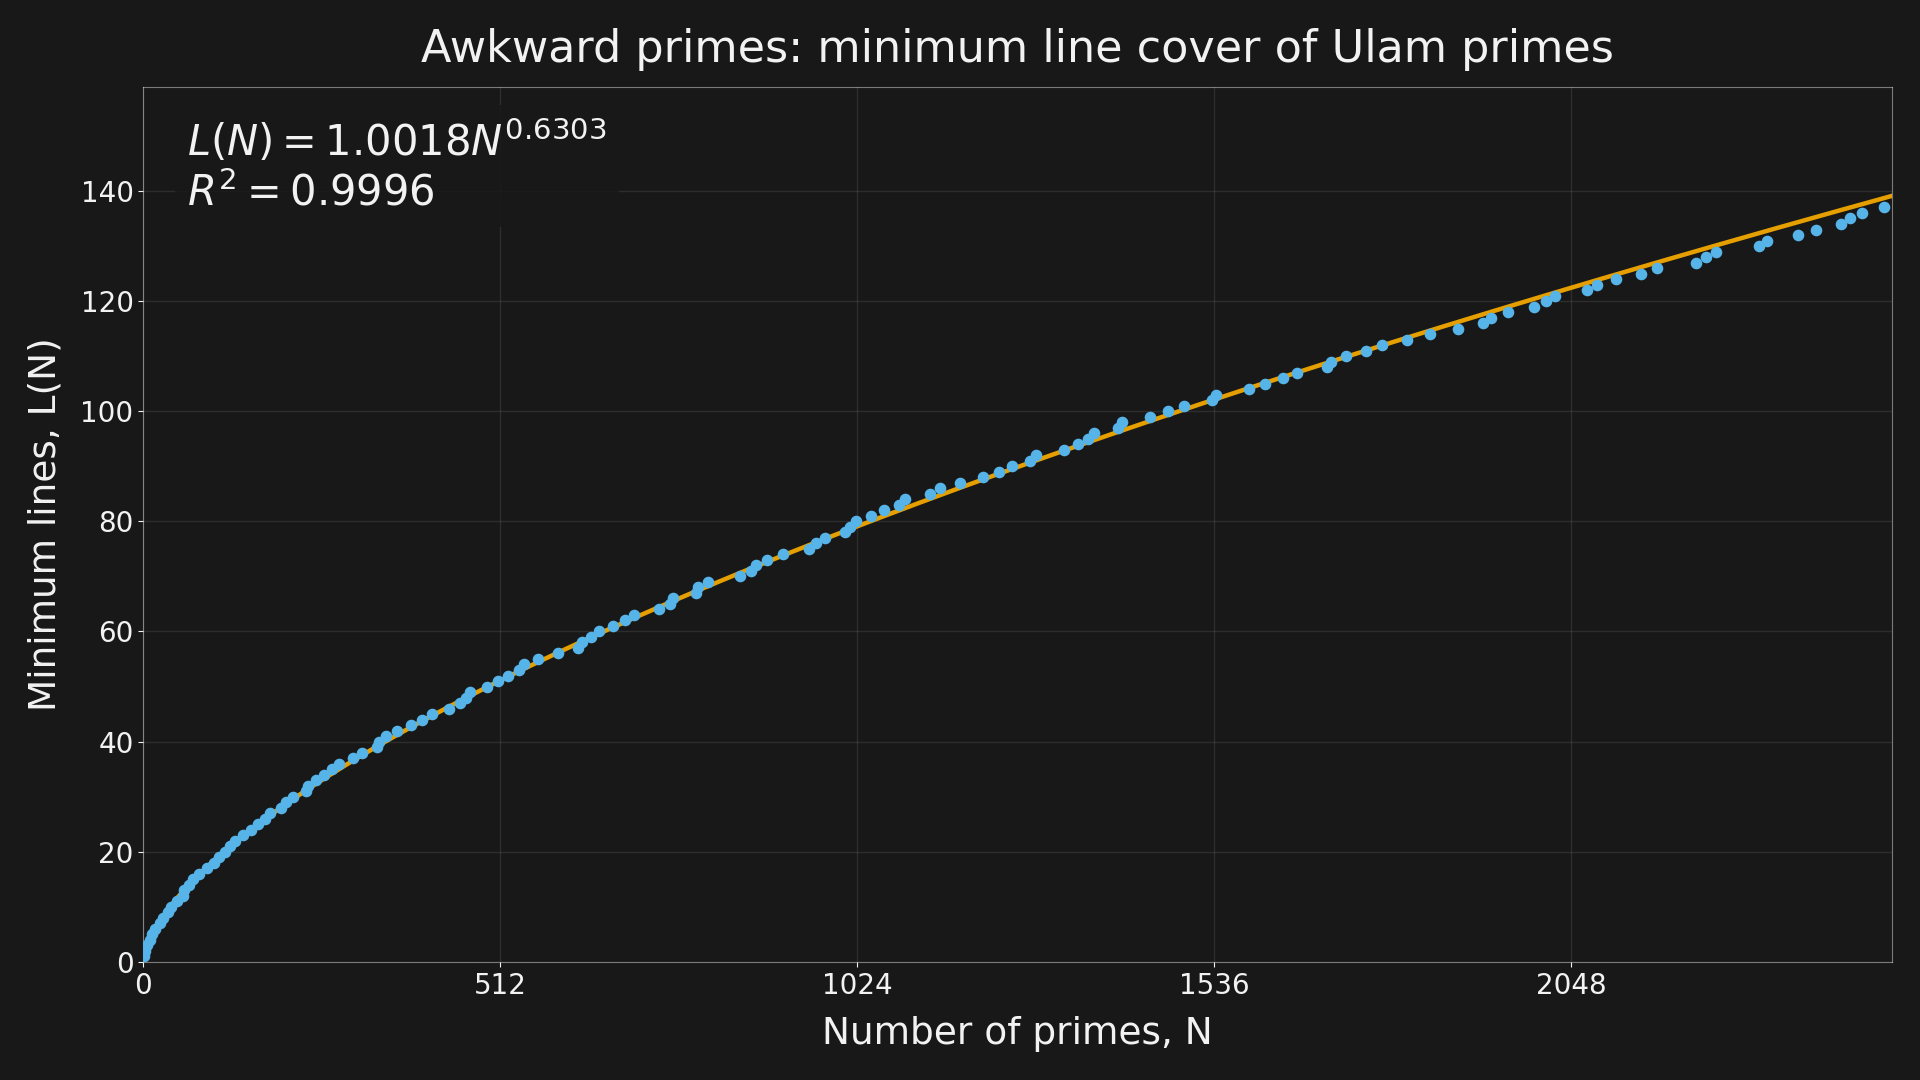 Awkward primes: minimum line cover of Ulam primes
L(N) = 1.0018N^0.6303
R² = 0.9996
Minimum lines, L(N)
140
120
100
80
60
40
20
0
0 512 1024 1536 2048
Number of primes, N